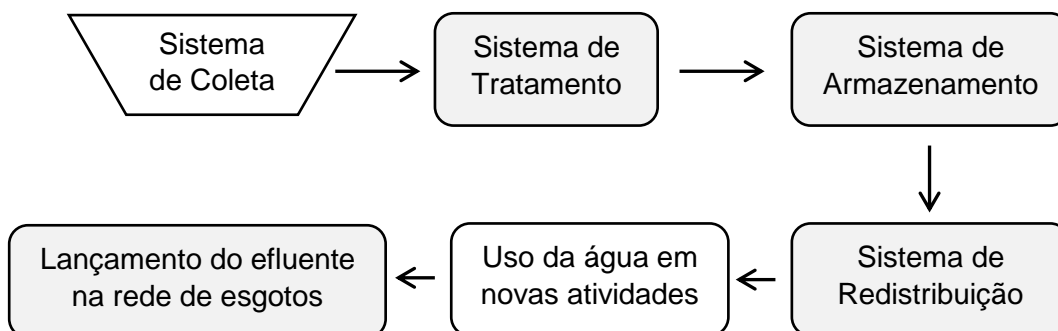 Sistema
de Coleta
Sistema de
Tratamento
Sistema de
Armazenamento
Sistema de
Redistribuição
Uso da água em
novas atividades
Lançamento do efluente
na rede de esgotos